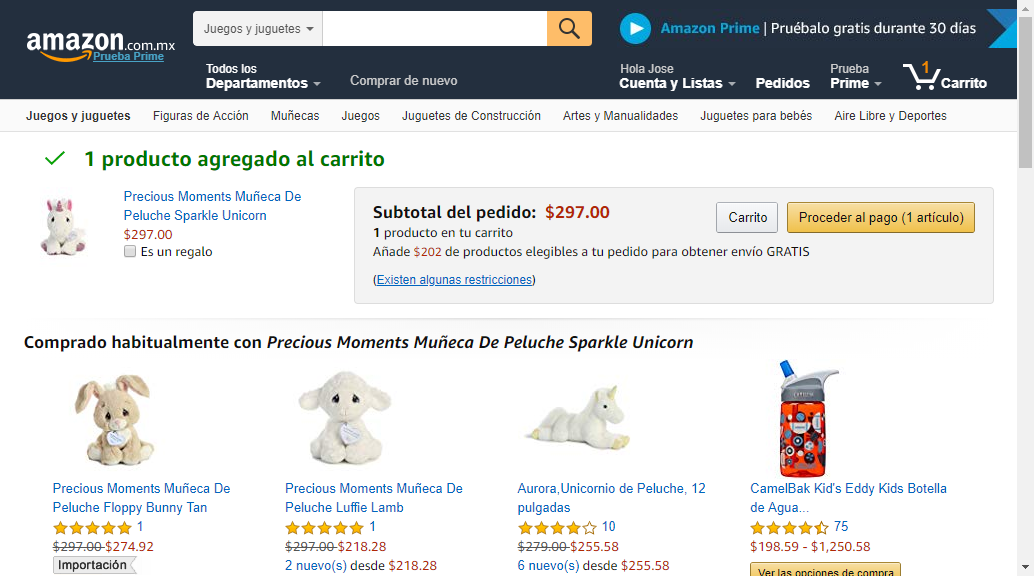 amazon.com.mx
Prueba Prime
Juegos y juguetes
Amazon Prime | Pruébalo gratis durante 30 días
Todos los
Departamentos
Comprar de nuevo
Hola Jose
Cuenta y Listas
Pedidos
Prueba
Prime
1
Carrito
Juegos y juguetes Figuras de Acción Muñecas Juegos Juguetes de Construcción Artes y Manualidades Juguetes para bebés Aire Libre y Deportes
1 producto agregado al carrito
Precious Moments Muñeca De
Peluche Sparkle Unicorn
$297.00
Es un regalo
Subtotal del pedido: $297.00
1 producto en tu carrito
Añade $202 de productos elegibles a tu pedido para obtener envío GRATIS
(Existen algunas restricciones)
Carrito
Proceder al pago (1 artículo)
Comprado habitualmente con Precious Moments Muñeca De Peluche Sparkle Unicorn
Precious Moments Muñeca De
Peluche Floppy Bunny Tan
1
$297.00 $274.92
Importación
Precious Moments Muñeca De
Peluche Luffie Lamb
1
$297.00 $218.28
2 nuevo(s) desde $218.28
Aurora,Unicornio de Peluche, 12
pulgadas
10
$279.00 $255.58
6 nuevo(s) desde $255.58
CamelBak Kid's Eddy Kids Botella
de Agua...
75
$198.59 - $1,250.58
Ver las opciones de compra